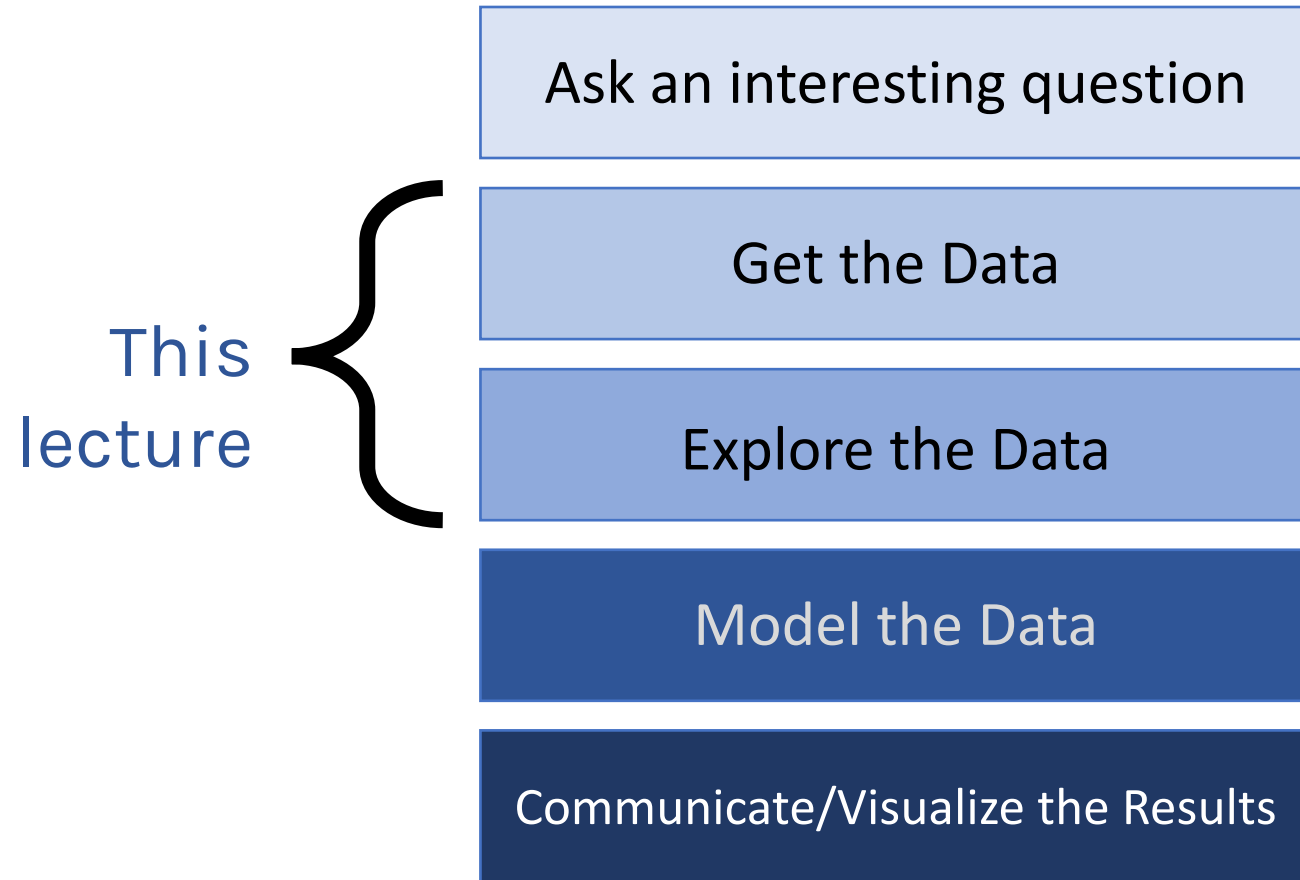 Ask an interesting question
Get the Data
This
lecture
Explore the Data
Model the Data
Communicate/Visualize the Results